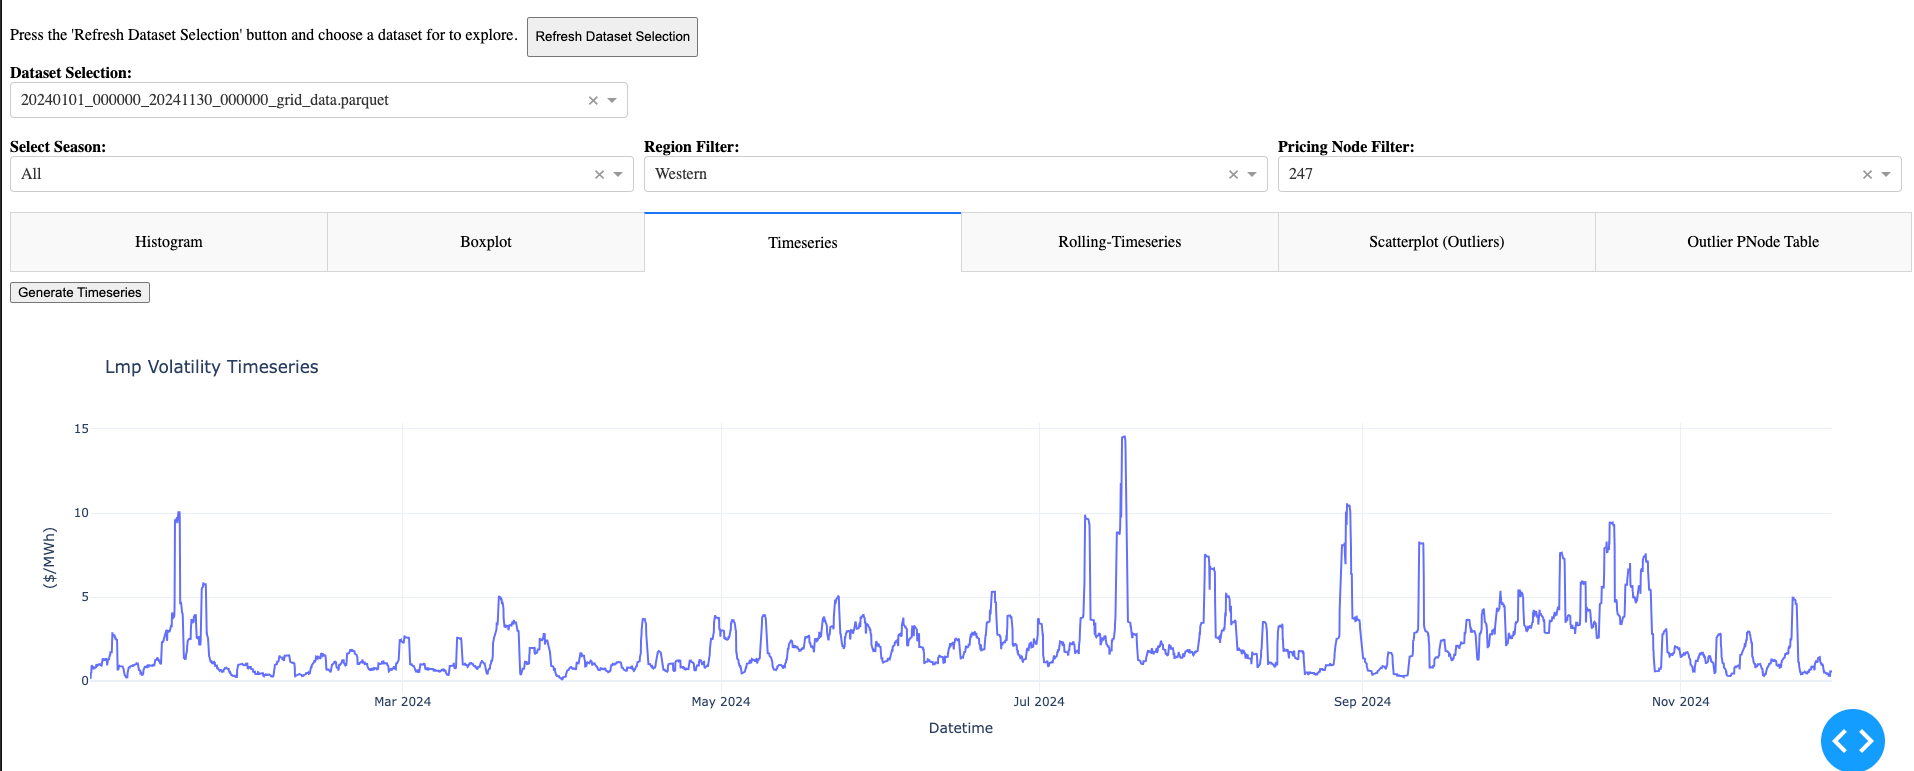 Press the 'Refresh Dataset Selection' button and choose a dataset for to explore. Refresh Dataset Selection
Dataset Selection:
20240101_000000_20241130_000000_grid_data.parquet
Select Season: Region Filter: Pricing Node Filter:
All Western 247
Histogram Boxplot Timeseries Rolling-Timeseries Scatterplot (Outliers) Outlier PNode Table
Generate Timeseries
Lmp Volatility Timeseries
15
10
($/MWh)
5
0
Mar 2024 May 2024 Jul 2024 Sep 2024 Nov 2024
Datetime